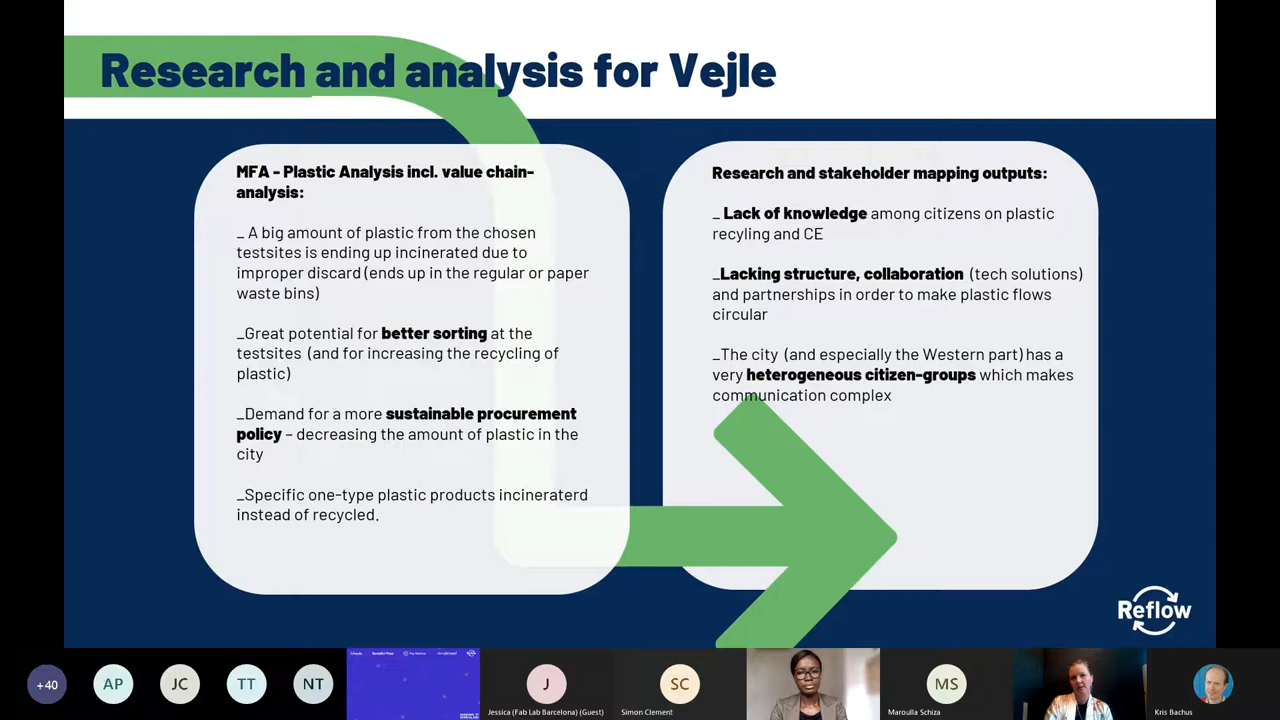 Research and analysis for Vejle
MFA - Plastic Analysis incl. value chain-
analysis:
_ A big amount of plastic from the chosen
testsites is ending up incinerated due to
improper discard (ends up in the regular or paper
waste bins)
_Great potential for better sorting at the
testsites (and for increasing the recycling of
plastic)
_Demand for a more sustainable procurement
policy – decreasing the amount of plastic in the
city
_Specific one-type plastic products incineraterd
instead of recycled.
Research and stakeholder mapping outputs:
_ Lack of knowledge among citizens on plastic
recyling and CE
_Lacking structure, collaboration (tech solutions)
and partnerships in order to make plastic flows
circular
_The city (and especially the Western part) has a
very heterogeneous citizen-groups which makes
communication complex
Reflow
+40
AP
JC
TT
NT
J
Jessica (Fab Lab Barcelona) (Guest)
SC
Simon Clement
MS
Maroulla Schiza
Kris Bachus